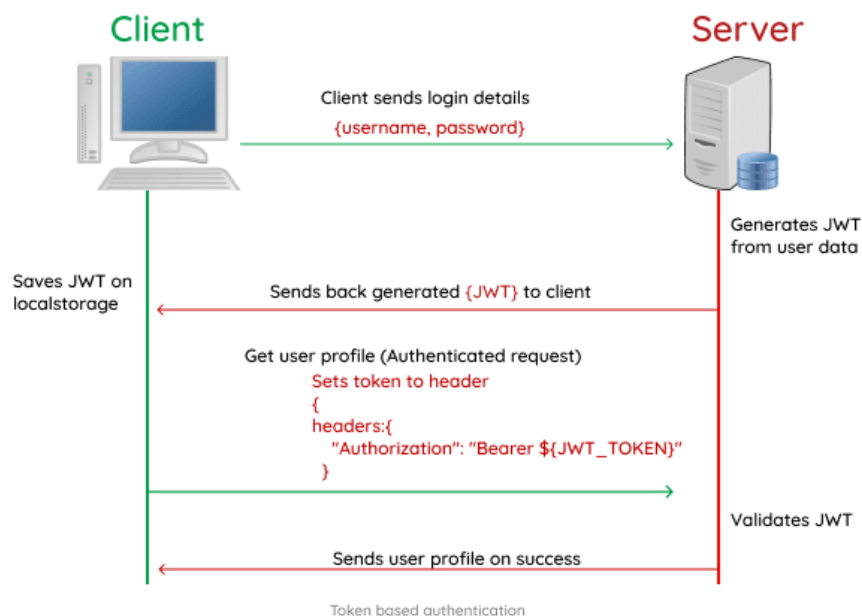 Client
Server
Client sends login details
{username, password}
Generates JWT
from user data
Saves JWT on
localstorage
Sends back generated {JWT} to client
Get user profile (Authenticated request)
Sets token to header
{
headers:{
"Authorization": "Bearer ${JWT_TOKEN}"
}
Validates JWT
Sends user profile on success
Token based authentication